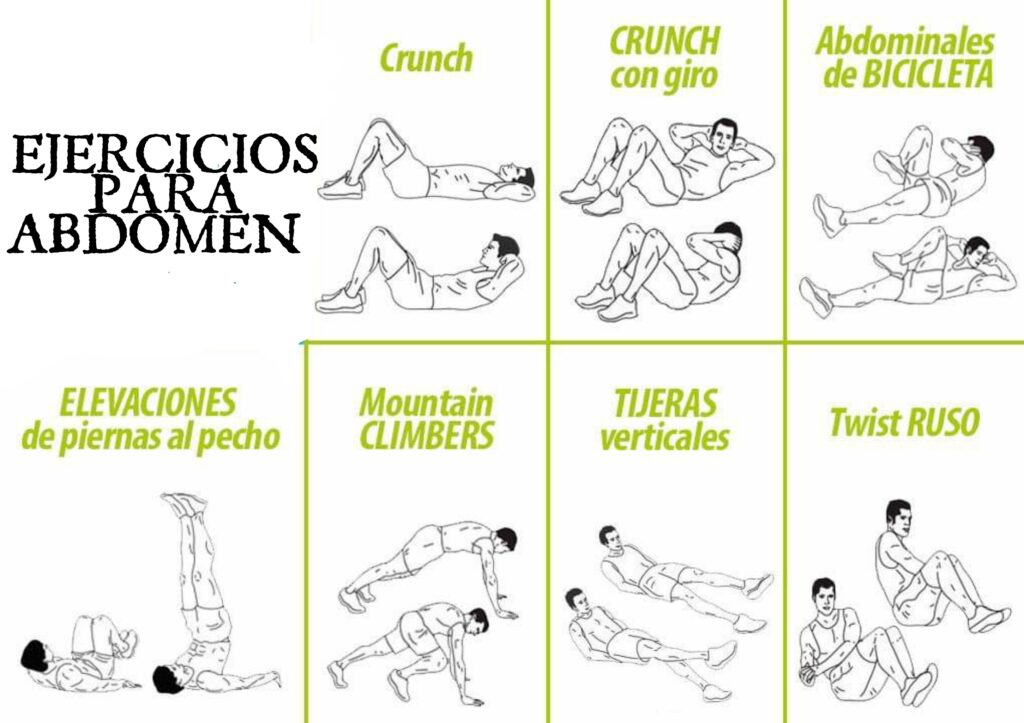 EJERCICIOS
PARA
ABDOMEN
Crunch
CRUNCH
con giro
Abdominales
de BICICLETA
ELEVACIONES
de piernas al pecho
Mountain
CLIMBERS
TIJERAS
verticales
Twist RUSO